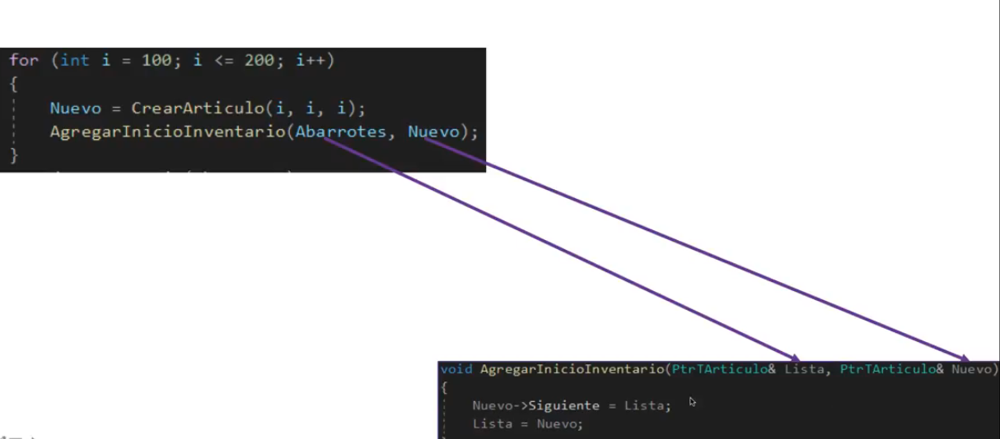 for (int i = 100; i <= 200; i++)
{
Nuevo = CrearArticulo(i, i, i);
AgregarInicioInventario(Abarrotes, Nuevo);
}
void AgregarInicioInventario(PtrTArticulo& Lista, PtrTArticulo& Nuevo)
{
Nuevo->Siguiente = Lista;
Lista = Nuevo;